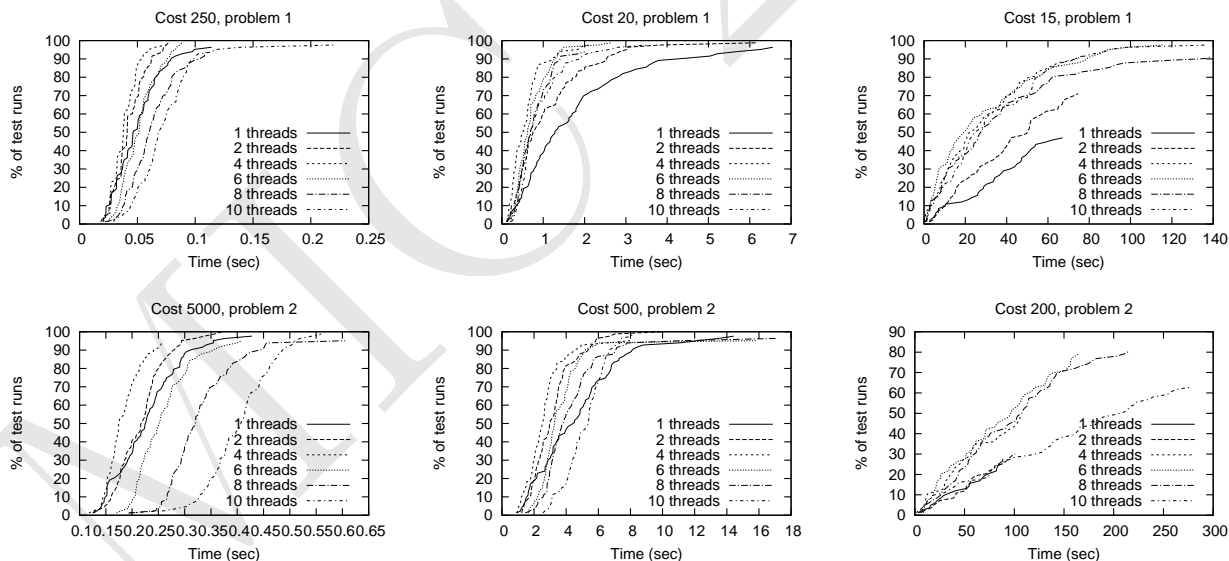 Cost 250, problem 1
% of test runs
100
90
80
70
60
50
40
30
20
10
0
0 0.05 0.1 0.15 0.2 0.25
Time (sec)
1 threads
2 threads
4 threads
6 threads
8 threads
10 threads
Cost 20, problem 1
% of test runs
100
90
80
70
60
50
40
30
20
10
0
0 1 2 3 4 5 6 7
Time (sec)
1 threads
2 threads
4 threads
6 threads
8 threads
10 threads
Cost 15, problem 1
% of test runs
100
90
80
70
60
50
40
30
20
10
0
0 20 40 60 80 100 120 140
Time (sec)
1 threads
2 threads
4 threads
6 threads
8 threads
10 threads
Cost 5000, problem 2
% of test runs
100
90
80
70
60
50
40
30
20
10
0
0.1 0.15 0.2 0.25 0.3 0.35 0.4 0.45 0.5 0.55 0.6 0.65
Time (sec)
1 threads
2 threads
4 threads
6 threads
8 threads
10 threads
Cost 500, problem 2
% of test runs
100
90
80
70
60
50
40
30
20
10
0
0 2 4 6 8 10 12 14 16 18
Time (sec)
1 threads
2 threads
4 threads
6 threads
8 threads
10 threads
Cost 200, problem 2
% of test runs
90
80
70
60
50
40
30
20
10
0
0 50 100 150 200 250 300
Time (sec)
1 threads
2 threads
4 threads
6 threads
8 threads
10 threads
MIC